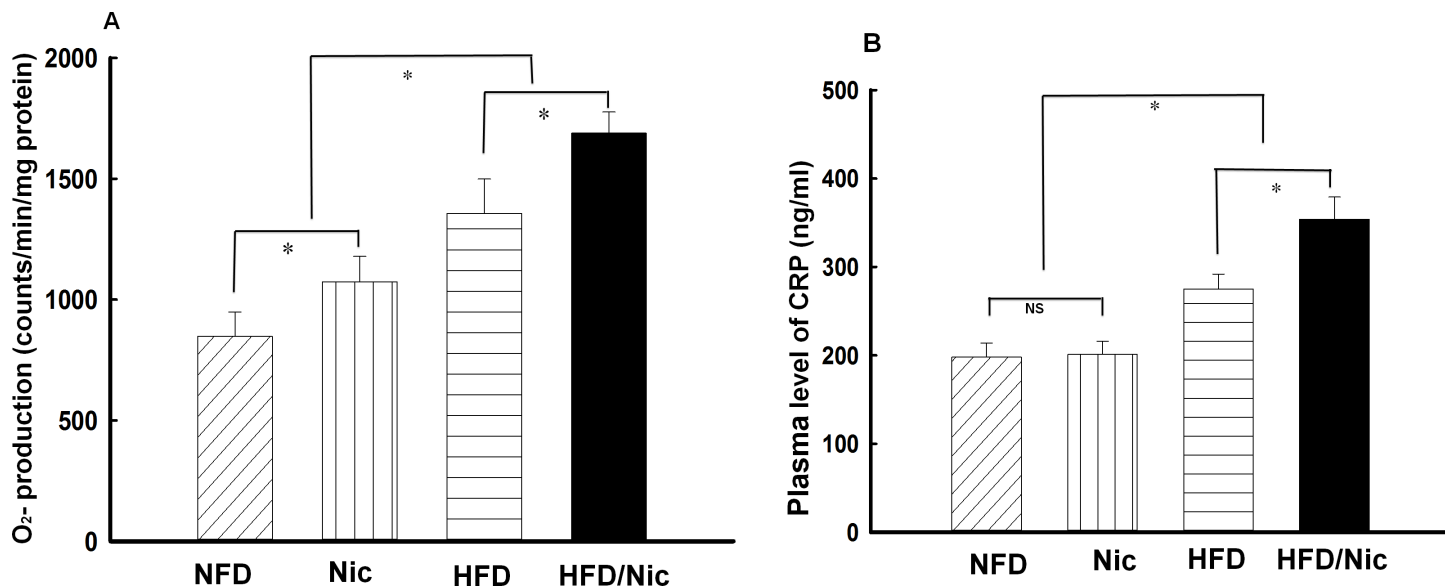 A
O2- production (counts/min/mg protein)
2000
1500
1000
500
0
*
*
*
NFD
Nic
HFD
HFD/Nic
B
Plasma level of CRP (ng/ml)
500
400
300
200
100
0
*
*
NS
NFD
Nic
HFD
HFD/Nic